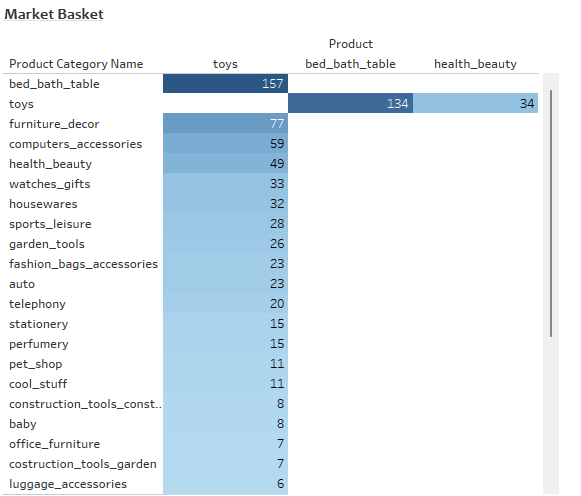 Market Basket
Product
Product Category Name toys bed_bath_table health_beauty
bed_bath_table 157
toys 134 34
furniture_decor 77
computers_accessories 59
health_beauty 49
watches_gifts 33
housewares 32
sports_leisure 28
garden_tools 26
fashion_bags_accessories 23
auto 23
telephony 20
stationery 15
perfumery 15
pet_shop 11
cool_stuff 11
construction_tools_const.. 8
baby 8
office_furniture 7
costruction_tools_garden 7
luggage_accessories 6